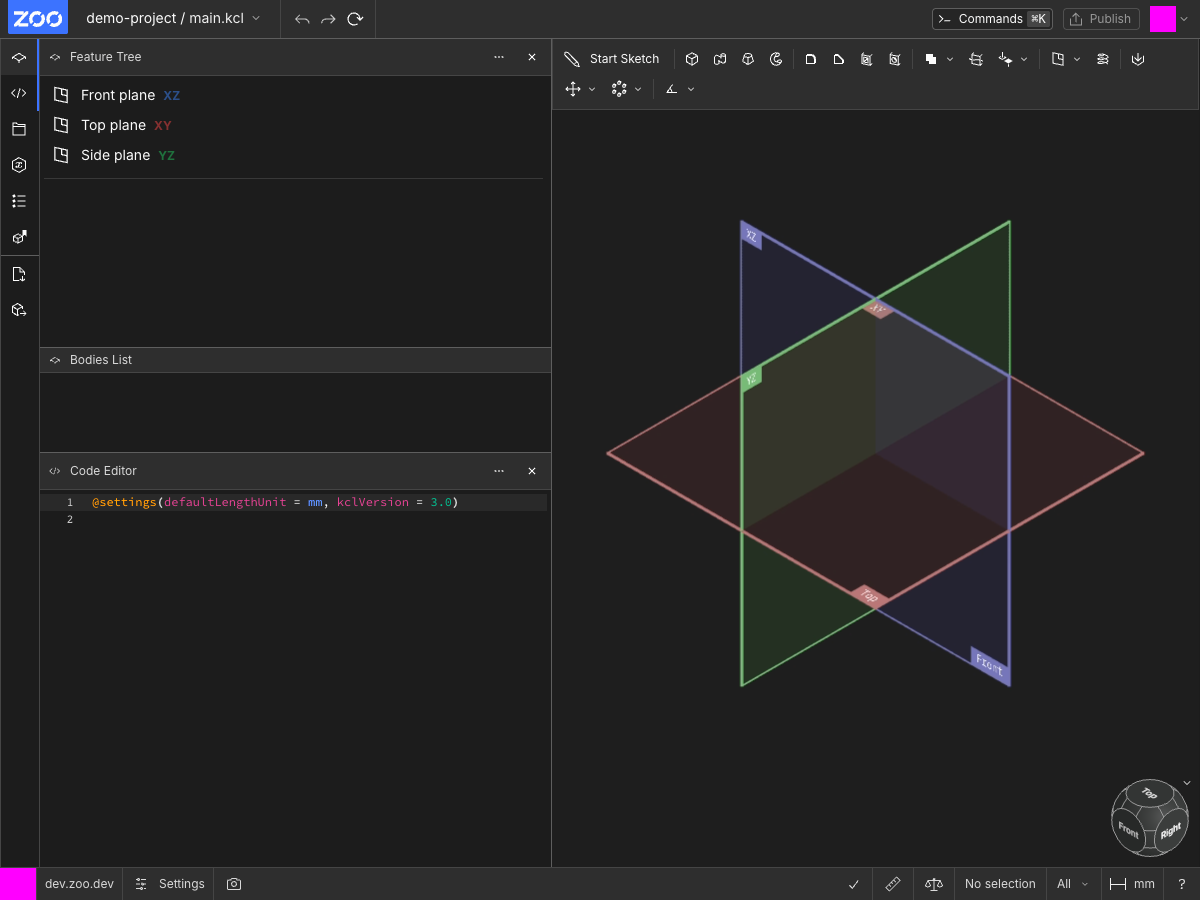 ZOO demo-project / main.kcl
Commands ⌘K Publish
Feature Tree
Start Sketch
Front plane XZ
Top plane XY
Side plane YZ
Bodies List
Code Editor
1 @settings(defaultLengthUnit = mm, kclVersion = 3.0)
2
XZ
XY
YZ
Top
Front
Top
Front
Right
dev.zoo.dev Settings No selection All mm ?